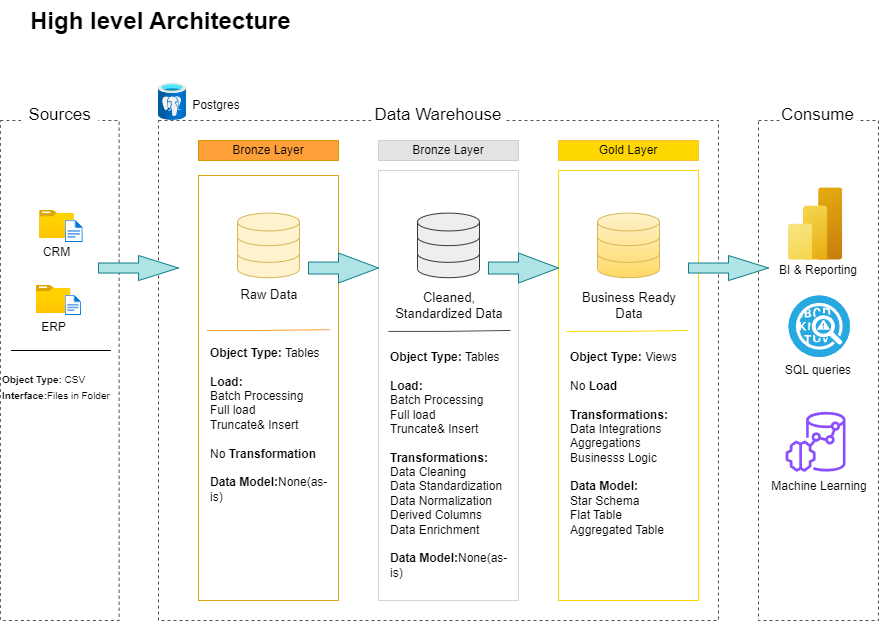 High level Architecture
Postgres
Sources
Data Warehouse
Consume
CRM
ERP
Object Type: CSV
Interface:Files in Folder
Bronze Layer
Raw Data
Object Type: Tables
Load:
Batch Processing
Full load
Truncate& Insert
No Transformation
Data Model:None(as-
is)
Bronze Layer
Cleaned,
Standardized Data
Object Type: Tables
Load:
Batch Processing
Full load
Truncate& Insert
Transformations:
Data Cleaning
Data Standardization
Data Normalization
Derived Columns
Data Enrichment
Data Model:None(as-
is)
Gold Layer
Business Ready
Data
Object Type: Views
No Load
Transformations:
Data Integrations
Aggregations
Businesss Logic
Data Model:
Star Schema
Flat Table
Aggregated Table
BI & Reporting
SQL queries
Machine Learning